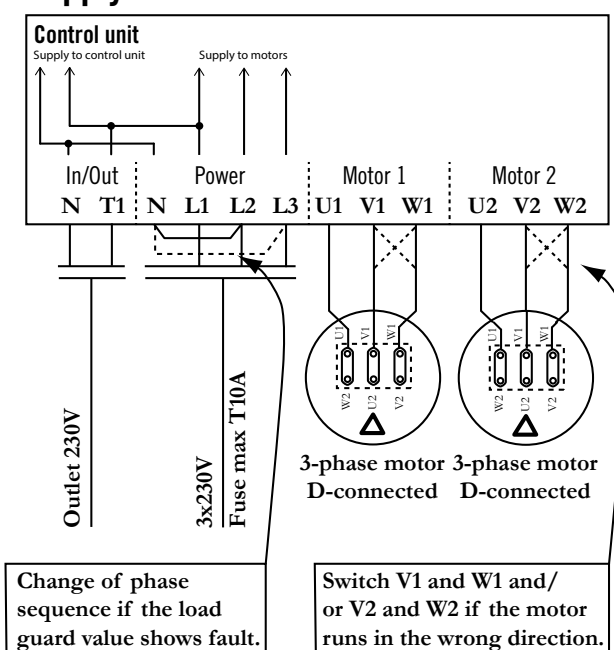 Control unit
Supply to control unit Supply to motors
In/Out Power Motor 1 Motor 2
N T1 N L1 L2 L3 U1 V1 W1 U2 V2 W2
U1 V1 W1 U1 V1 W1
W2 U2 V2 W2 U2 V2
3-phase motor 3-phase motor
D-connected D-connected
Outlet 230V
3x230V
Fuse max T10A
Change of phase
sequence if the load
guard value shows fault.
Switch V1 and W1 and/
or V2 and W2 if the motor
runs in the wrong direction.